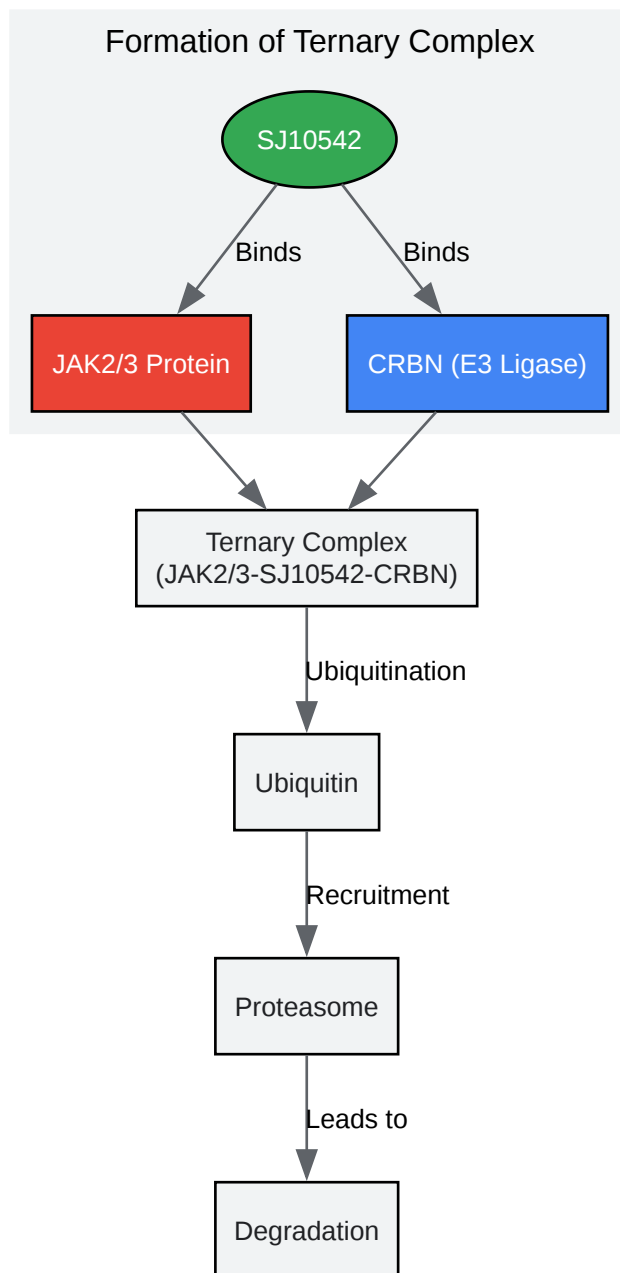 Formation of Ternary Complex
SJ10542
Binds
Binds
JAK2/3 Protein
CRBN (E3 Ligase)
Ternary Complex
(JAK2/3-SJ10542-CRBN)
Ubiquitination
Ubiquitin
Recruitment
Proteasome
Leads to
Degradation